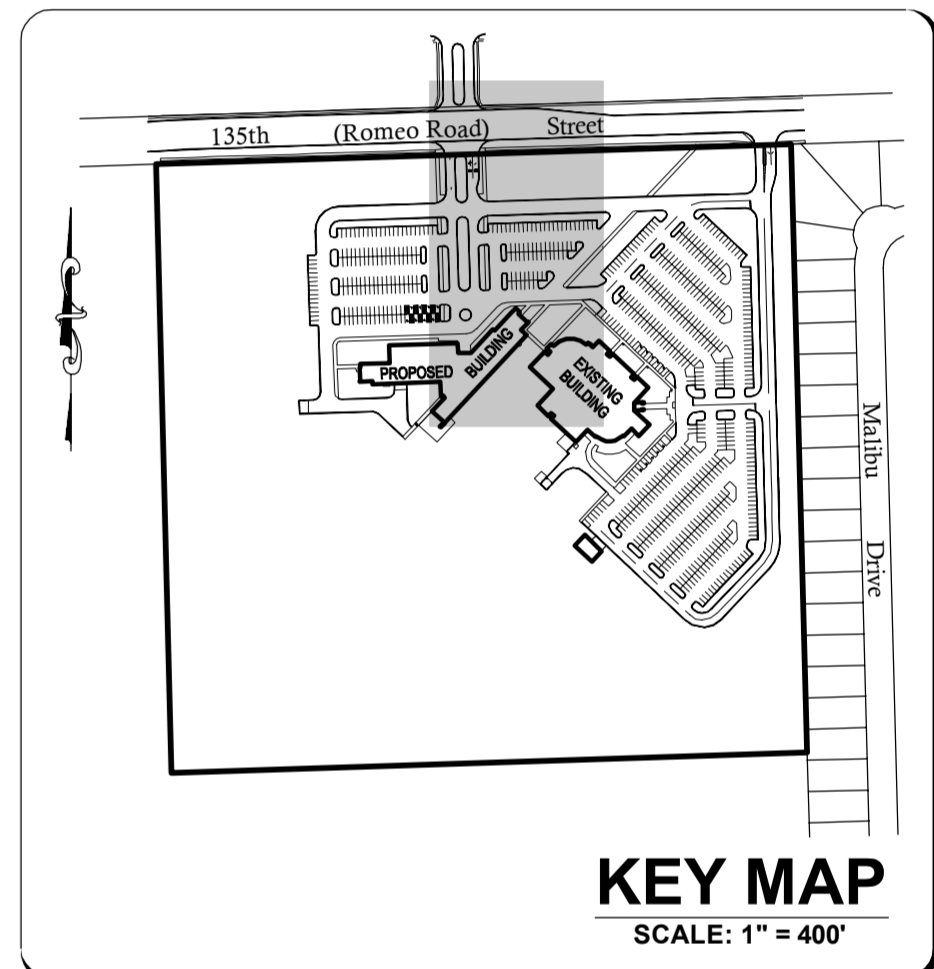 135th (Romeo Road) Street
PROPOSED BUILDING
EXISTING
BUILDING
Malibu Drive
KEY MAP
SCALE: 1" = 400'